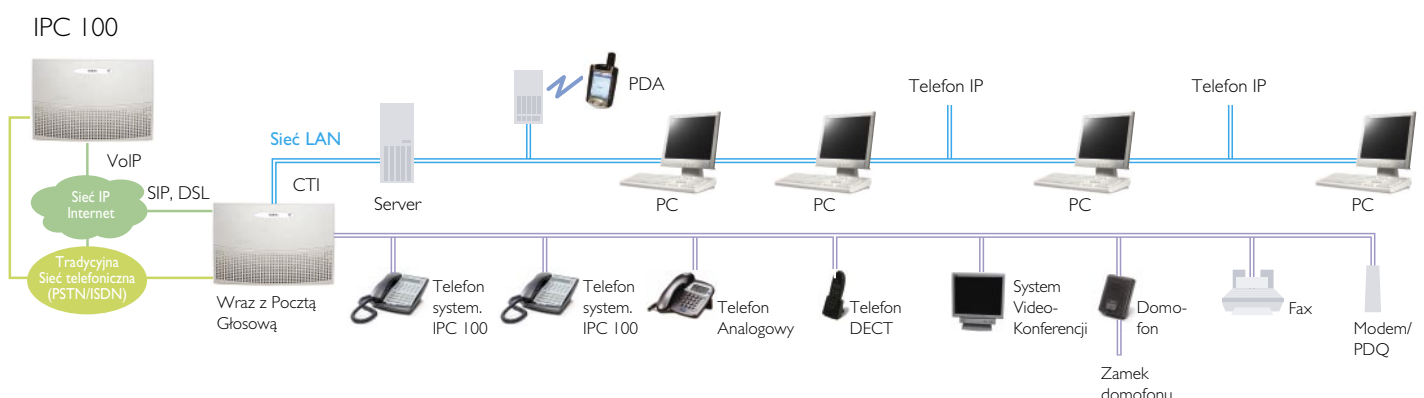 IPC 100
VoIP
Sieć IP
Internet
SIP, DSL
Tradycyjna
Sieć telefoniczna
(PSTN/ISDN)
Sieć LAN
CTI
Wraz z Pocztą
Głosową
Server
PDA
PC
PC
Telefon IP
PC
Telefon IP
PC
Telefon
system.
IPC 100
Telefon
system.
IPC 100
Telefon
Analogowy
Telefon
DECT
System
Video-
Konferencji
Domo-
fon
Zamek
domofonu
Fax
Modem/
PDQ